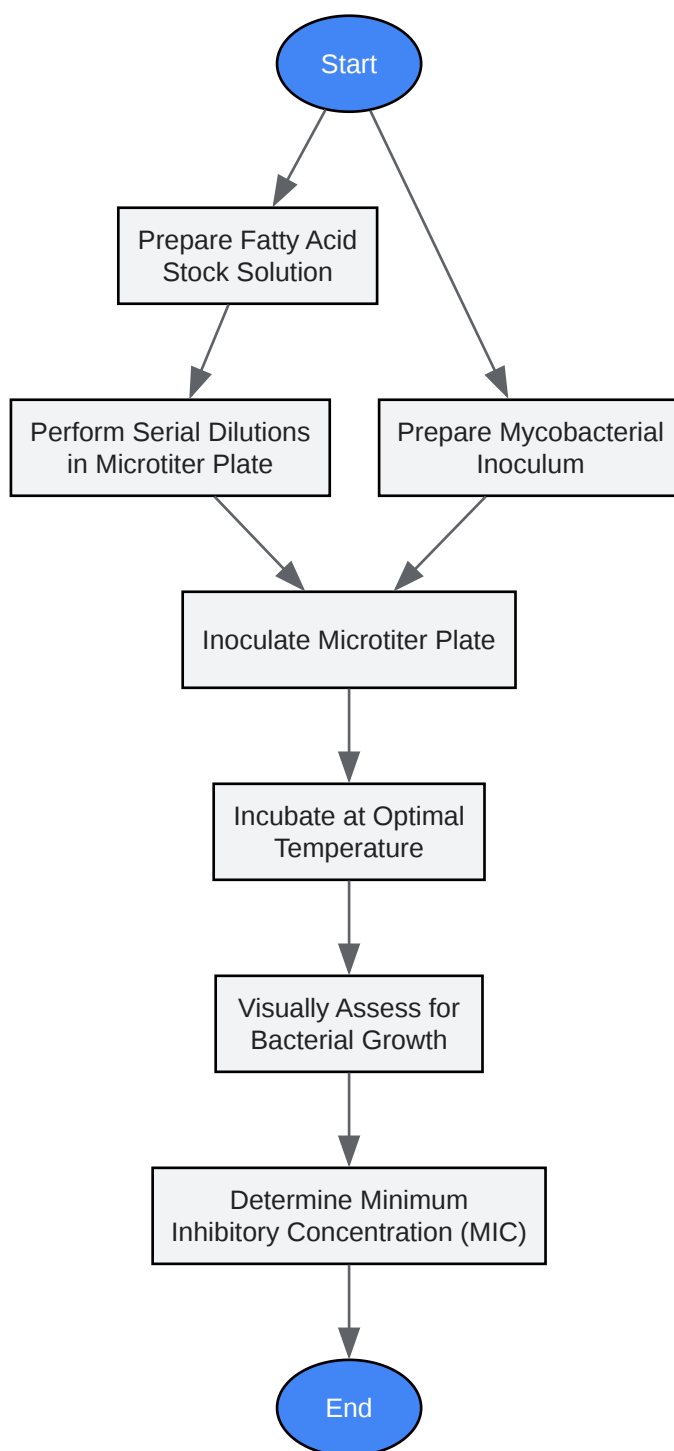 Start
Prepare Fatty Acid
Stock Solution
Perform Serial Dilutions
in Microtiter Plate
Prepare Mycobacterial
Inoculum
Inoculate Microtiter Plate
Incubate at Optimal
Temperature
Visually Assess for
Bacterial Growth
Determine Minimum
Inhibitory Concentration (MIC)
End